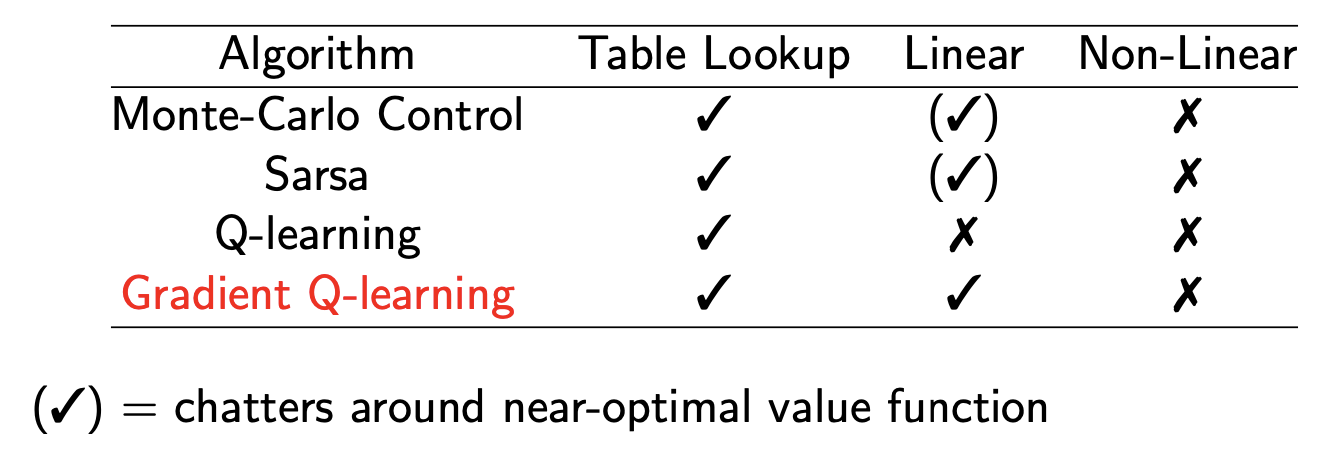 Algorithm Table Lookup Linear Non-Linear
Monte-Carlo Control ✓ (✓) ✗
Sarsa ✓ (✓) ✗
Q-learning ✓ ✗ ✗
Gradient Q-learning ✓ ✓ ✗
(✓) = chatters around near-optimal value function